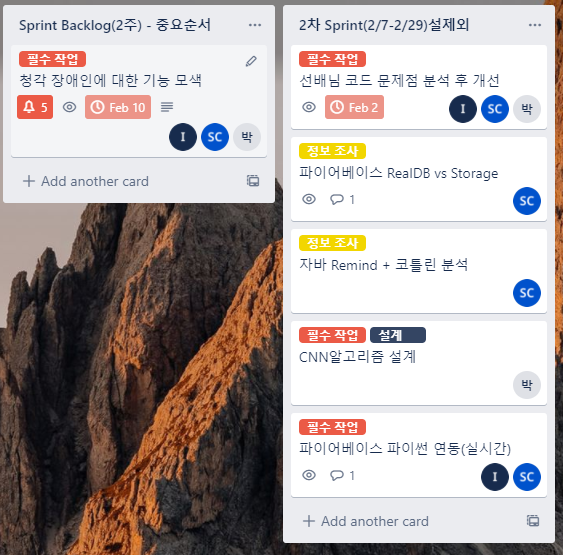 Sprint Backlog(2주) - 중요순서
필수 작업
청각 장애인에 대한 기능 모색
5
Feb 10
I
SC
박
Add another card
2차 Sprint(2/7-2/29)설제외
필수 작업
선배님 코드 문제점 분석 후 개선
Feb 2
I
SC
박
정보 조사
파이어베이스 RealDB vs Storage
1
SC
정보 조사
자바 Remind + 코틀린 분석
SC
필수 작업
설계
CNN알고리즘 설계
박
필수 작업
파이어베이스 파이썬 연동(실시간)
1
I
SC
Add another card